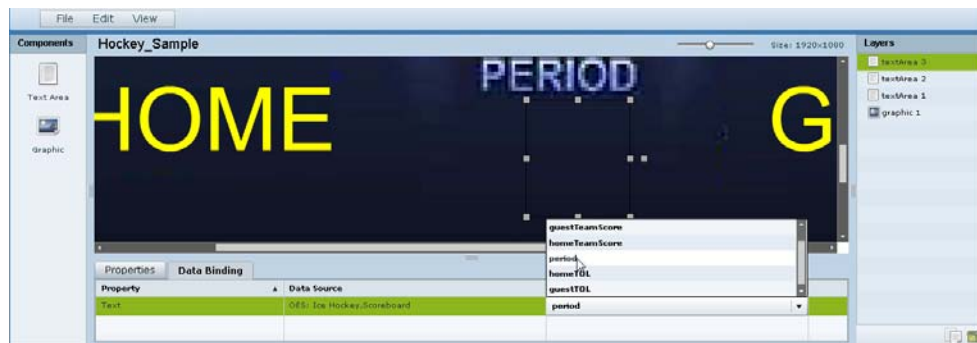 File Edit View
Components
Hockey_Sample
Size: 1920x1080
Layers
Text Area
Graphic
HOME
PERIOD
G
textArea 3
textArea 2
textArea 1
graphic 1
guestTeamScore
homeTeamScore
period
homeTOL
guestTOL
Properties Data Binding
Property Data Source
Text OES: Ice Hockey.Scoreboard period